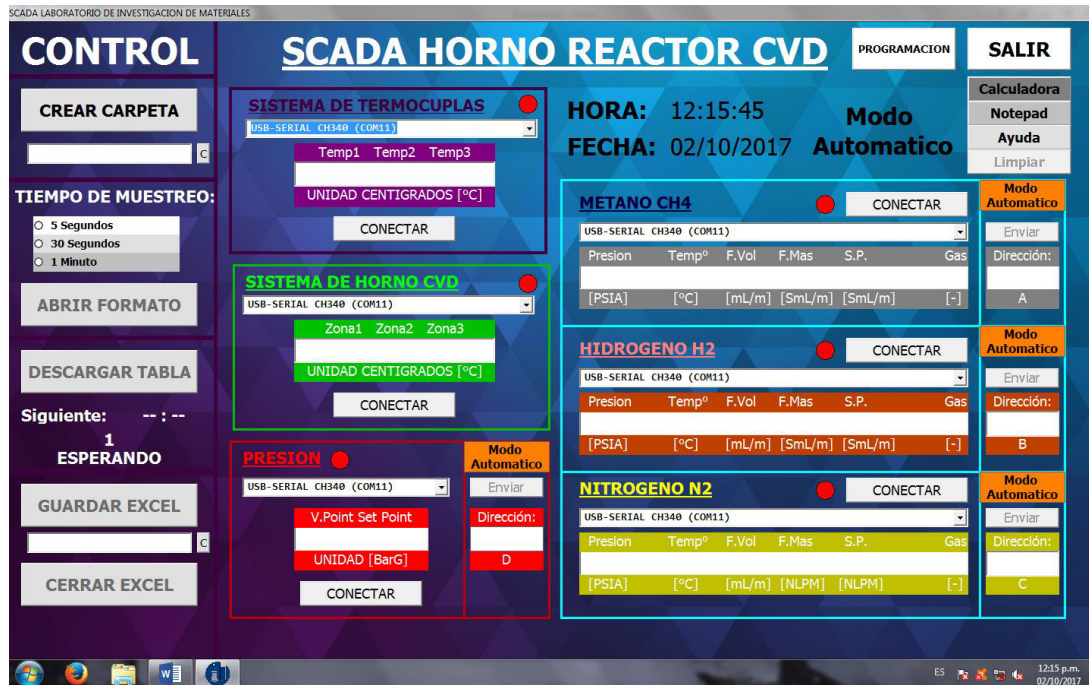 SCADA LABORATORIO DE INVESTIGACION DE MATERIALES
CONTROL
SCADA HORNO REACTOR CVD
PROGRAMACION
SALIR
CREAR CARPETA
C
TIEMPO DE MUESTREO:
5 Segundos
30 Segundos
1 Minuto
ABRIR FORMATO
DESCARGAR TABLA
Siguiente: -- : --
1
ESPERANDO
GUARDAR EXCEL
C
CERRAR EXCEL
SISTEMA DE TERMOCUPLAS
USB-SERIAL CH340 (COM11)
Temp1 Temp2 Temp3
UNIDAD CENTIGRADOS [ºC]
CONECTAR
SISTEMA DE HORNO CVD
USB-SERIAL CH340 (COM11)
Zona1 Zona2 Zona3
UNIDAD CENTIGRADOS [ºC]
CONECTAR
PRESION
Modo
Automatico
USB-SERIAL CH340 (COM11)
Enviar
V.Point Set Point
Dirección:
UNIDAD [BarG]
D
CONECTAR
HORA: 12:15:45
FECHA: 02/10/2017
Modo
Automatico
Calculadora
Notepad
Ayuda
Limpiar
METANO CH4
CONECTAR
Modo
Automatico
USB-SERIAL CH340 (COM11)
Enviar
Presion Tempº F.Vol F.Mas S.P. Gas
Dirección:
[PSIA] [ºC] [mL/m] [SmL/m] [SmL/m] [-]
A
HIDROGENO H2
CONECTAR
Modo
Automatico
USB-SERIAL CH340 (COM11)
Enviar
Presion Tempº F.Vol F.Mas S.P. Gas
Dirección:
[PSIA] [ºC] [mL/m] [SmL/m] [SmL/m] [-]
B
NITROGENO N2
CONECTAR
Modo
Automatico
USB-SERIAL CH340 (COM11)
Enviar
Presion Tempº F.Vol F.Mas S.P. Gas
Dirección:
[PSIA] [ºC] [mL/m] [NLPM] [NLPM] [-]
C
W
ES
12:15 p.m.
02/10/2017